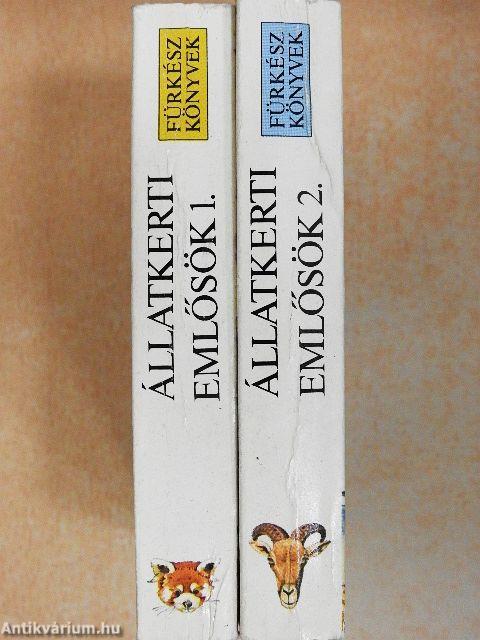 FÜRKÉSZ
KÖNYVEK
ÁLLATKERTI
EMLŐSÖK 1.
FÜRKÉSZ
KÖNYVEK
ÁLLATKERTI
EMLŐSÖK 2.
Antikvárium.hu